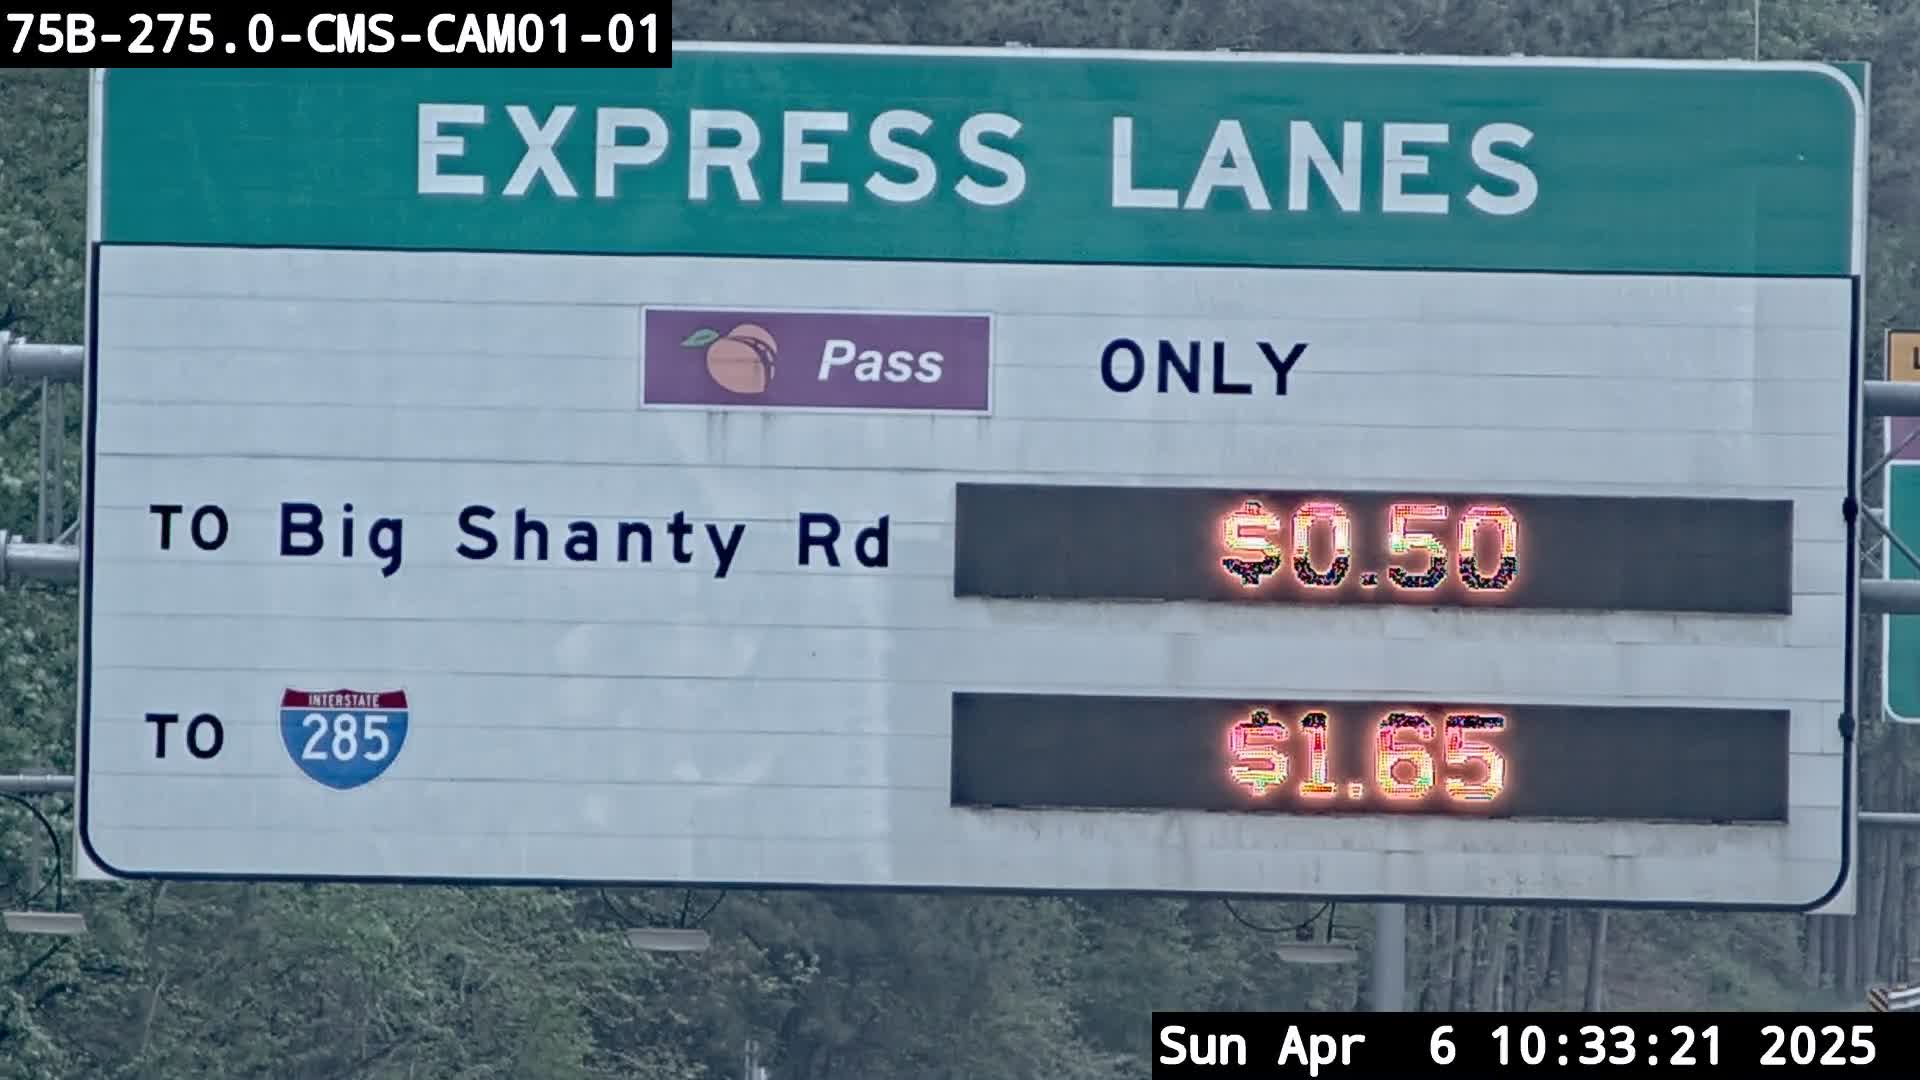 75B-275.0-CMS-CAM01-01
EXPRESS LANES
Pass ONLY
TO Big Shanty Rd $0.50
TO INTERSTATE 285 $1.65
Sun Apr 6 10:33:21 2025